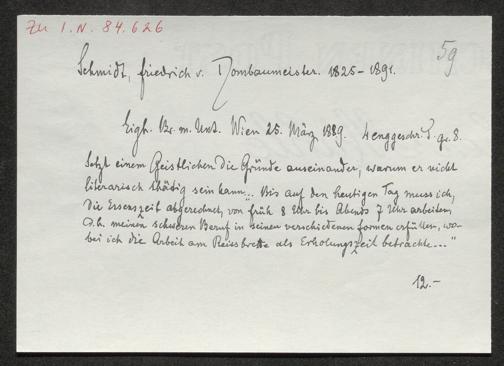 Zu I.N. 84.626
59
Schmidt, Friedrich v. Dombaumeister. 1825-1891.
Eigh. Br. m. Unt. Wien 25. März 1889. 4 enggeschr. S. gr. 8.
Setzt einem Geistlichen die Gründe auseinander, warum er nicht
literarisch thätig sein kann: „Bis auf den heutigen Tag muss ich,
die Essenszeit abgerechnet, von früh 8 Uhr bis Abends 7 Uhr arbeiten,
d.h. meinen schweren Beruf in seinen verschiedenen Formen erfüllen, wo-
bei ich die Arbeit am Reissbrette als Erholungszeit betrachte..."
12.-